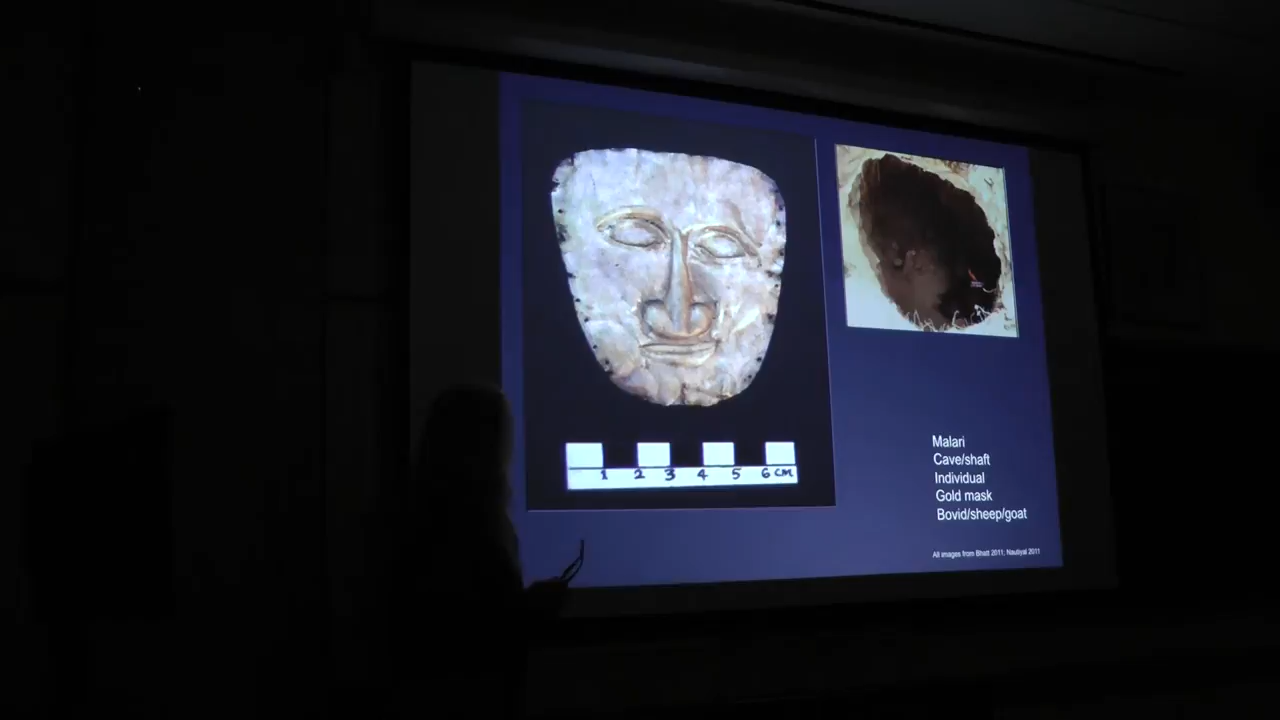 1 2 3 4 5 6 CM
Malari
Cave/shaft
Individual
Gold mask
Bovid/sheep/goat
All images from Bhatt 2011; Nautiyal 2011